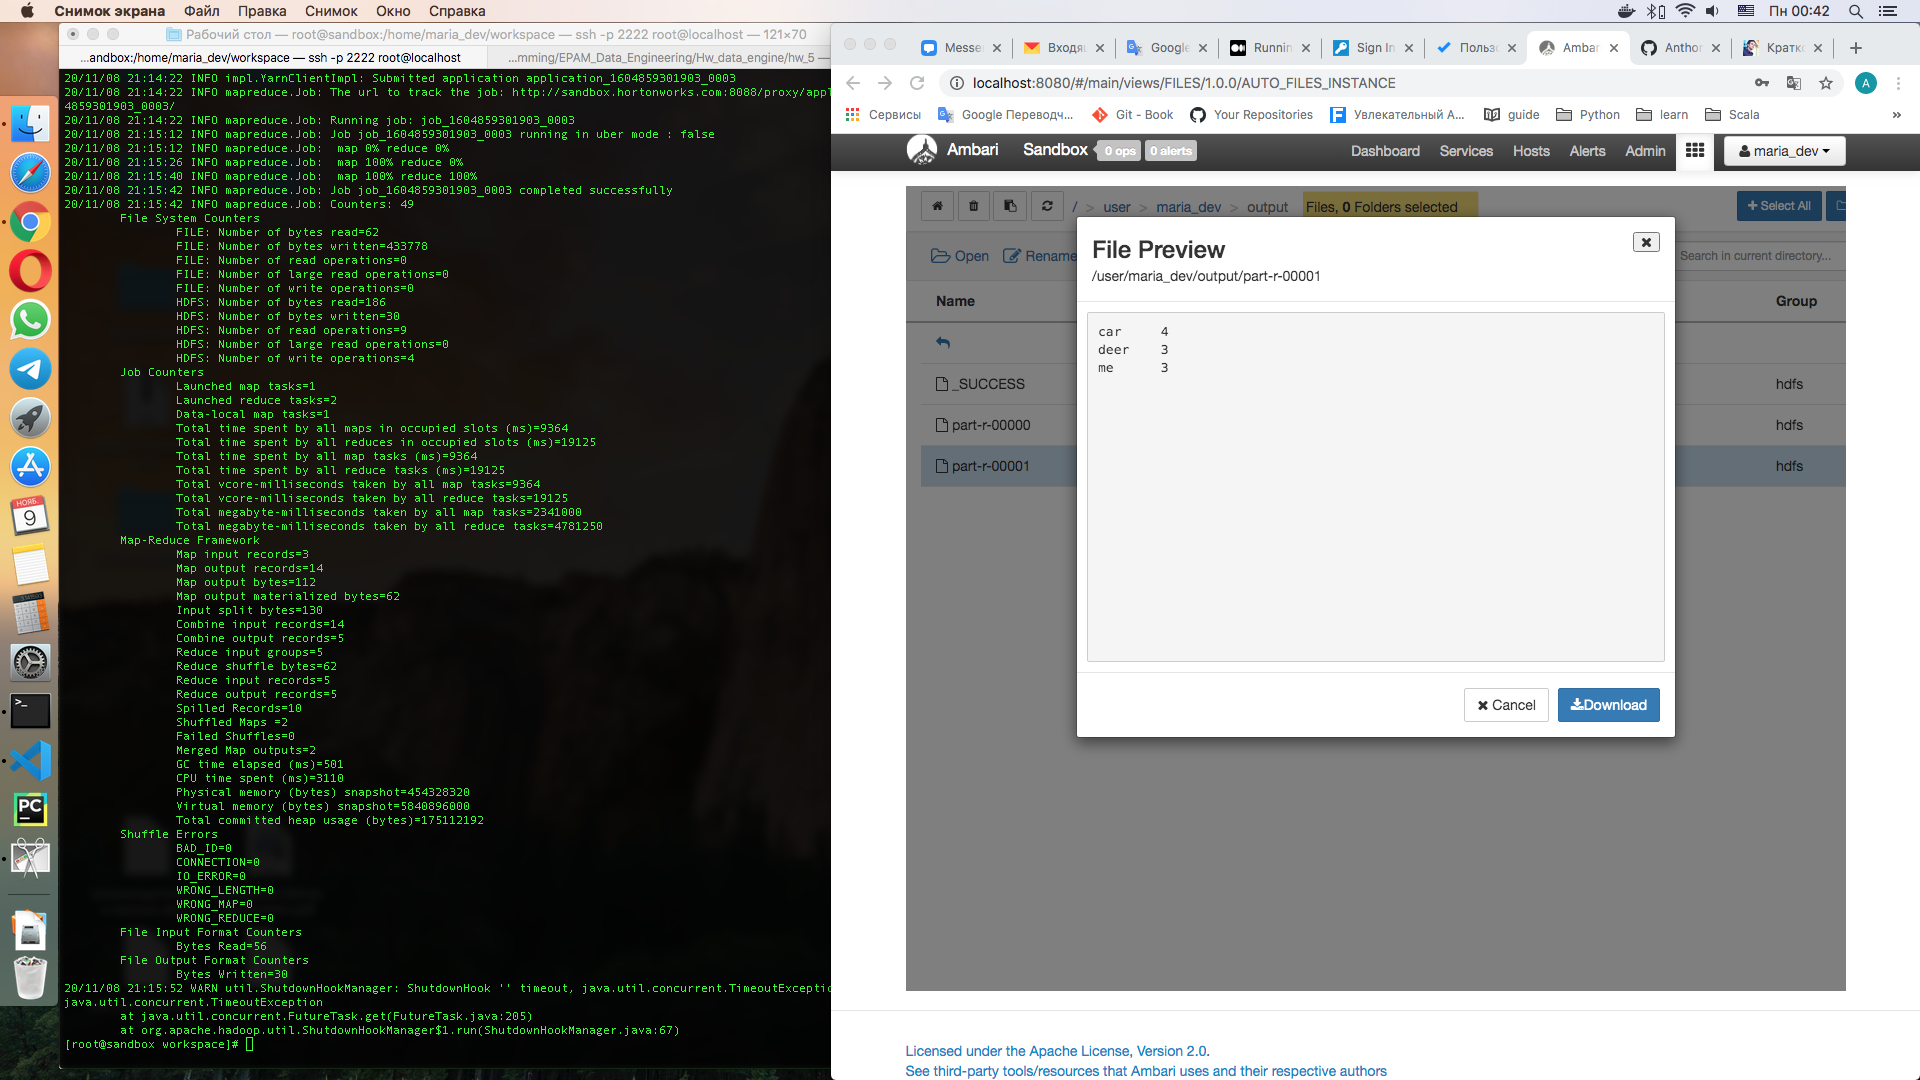 Снимок экрана Файл Правка Снимок Окно Справка
Пн 00:42
Рабочий стол — root@sandbox:/home/maria_dev/workspace — ssh -p 2222 root@localhost — 121×70
...andbox:/home/maria_dev/workspace — ssh -p 2222 root@localhost
...mming/EPAM_Data_Engineering/Hw_data_engine/hw_5 —
20/11/08 21:14:22 INFO impl.YarnClientImpl: Submitted application application_1604859301903_0003
20/11/08 21:14:22 INFO mapreduce.Job: The url to track the job: http://sandbox.hortonworks.com:8088/proxy/appl
4859301903_0003/
20/11/08 21:14:22 INFO mapreduce.Job: Running job: job_1604859301903_0003
20/11/08 21:15:12 INFO mapreduce.Job: Job job_1604859301903_0003 running in uber mode : false
20/11/08 21:15:12 INFO mapreduce.Job:  map 0% reduce 0%
20/11/08 21:15:26 INFO mapreduce.Job:  map 100% reduce 0%
20/11/08 21:15:40 INFO mapreduce.Job:  map 100% reduce 100%
20/11/08 21:15:42 INFO mapreduce.Job: Job job_1604859301903_0003 completed successfully
20/11/08 21:15:42 INFO mapreduce.Job: Counters: 49
File System Counters
FILE: Number of bytes read=62
FILE: Number of bytes written=433778
FILE: Number of read operations=0
FILE: Number of large read operations=0
FILE: Number of write operations=0
HDFS: Number of bytes read=186
HDFS: Number of bytes written=30
HDFS: Number of read operations=9
HDFS: Number of large read operations=0
HDFS: Number of write operations=4
Job Counters
Launched map tasks=1
Launched reduce tasks=2
Data-local map tasks=1
Total time spent by all maps in occupied slots (ms)=9364
Total time spent by all reduces in occupied slots (ms)=19125
Total time spent by all map tasks (ms)=9364
Total time spent by all reduce tasks (ms)=19125
Total vcore-milliseconds taken by all map tasks=9364
Total vcore-milliseconds taken by all reduce tasks=19125
Total megabyte-milliseconds taken by all map tasks=2341000
Total megabyte-milliseconds taken by all reduce tasks=4781250
Map-Reduce Framework
Map input records=3
Map output records=14
Map output bytes=112
Map output materialized bytes=62
Input split bytes=130
Combine input records=14
Combine output records=5
Reduce input groups=5
Reduce shuffle bytes=62
Reduce input records=5
Reduce output records=5
Spilled Records=10
Shuffled Maps =2
Failed Shuffles=0
Merged Map outputs=2
GC time elapsed (ms)=501
CPU time spent (ms)=3110
Physical memory (bytes) snapshot=454328320
Virtual memory (bytes) snapshot=5840896000
Total committed heap usage (bytes)=175112192
Shuffle Errors
BAD_ID=0
CONNECTION=0
IO_ERROR=0
WRONG_LENGTH=0
WRONG_MAP=0
WRONG_REDUCE=0
File Input Format Counters
Bytes Read=56
File Output Format Counters
Bytes Written=30
20/11/08 21:15:52 WARN util.ShutdownHookManager: ShutdownHook '' timeout, java.util.concurrent.TimeoutExceptio
java.util.concurrent.TimeoutException
at java.util.concurrent.FutureTask.get(FutureTask.java:205)
at org.apache.hadoop.util.ShutdownHookManager$1.run(ShutdownHookManager.java:67)
[root@sandbox workspace]#
НОЯБ.
9
PC
Messe Входящ Google Runnin Sign In Пользо Ambar Anthor Кратко
localhost:8080/#/main/views/FILES/1.0.0/AUTO_FILES_INSTANCE
A
Сервисы Google Переводч... Git - Book Your Repositories Увлекательный A... guide Python learn Scala »
Ambari Sandbox 0 ops 0 alerts Dashboard Services Hosts Alerts Admin maria_dev
/ > user > maria_dev > output Files, 0 Folders selected + Select All
Open Rename Search in current directory...
Name Group
_SUCCESS hdfs
part-r-00000 hdfs
part-r-00001 hdfs
File Preview
/user/maria_dev/output/part-r-00001
car 4
deer 3
me 3
Cancel Download
Licensed under the Apache License, Version 2.0.
See third-party tools/resources that Ambari uses and their respective authors